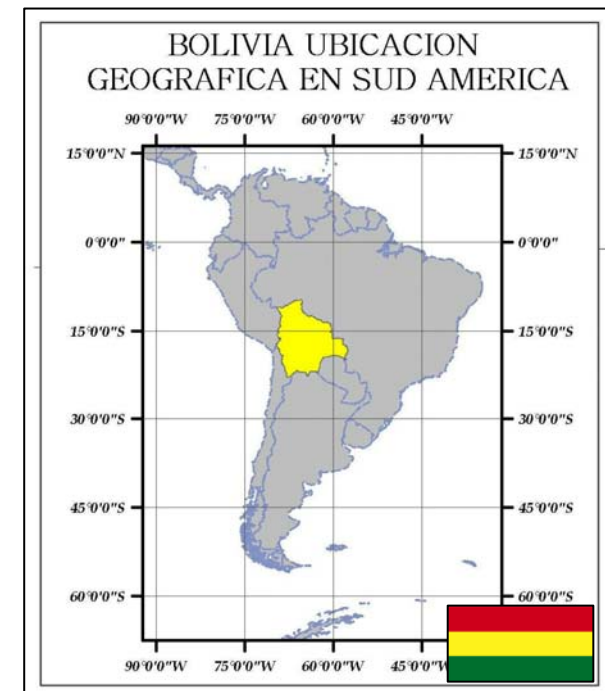 BOLIVIA UBICACION
GEOGRAFICA EN SUD AMERICA
90°0'0"W 75°0'0"W 60°0'0"W 45°0'0"W
15°0'0"N 15°0'0"N
0°0'0" 0°0'0"
15°0'0"S 15°0'0"S
30°0'0"S 30°0'0"S
45°0'0"S 45°0'0"S
60°0'0"S 60°0'0"S
90°0'0"W 75°0'0"W 60°0'0"W